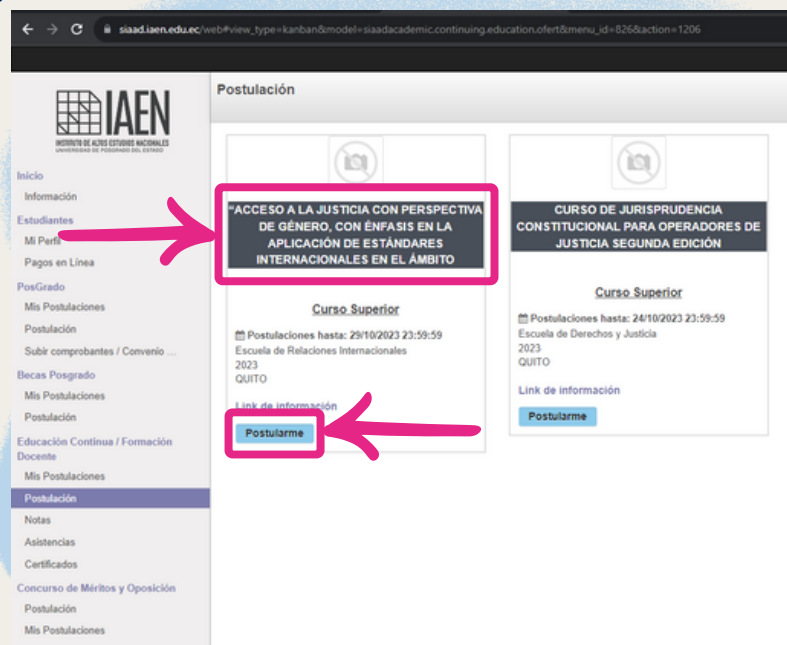 siaad.iaen.edu.ec/web#view_type=kanban&model=siaadacademic.continuing.education.ofert&menu_id=826&action=1206
IAEN
INSTITUTO DE ALTOS ESTUDIOS NACIONALES
UNIVERSIDAD DE POSGRADO DEL ESTADO
Inicio
Información
Estudiantes
Mi Perfil
Pagos en Línea
PosGrado
Mis Postulaciones
Postulación
Subir comprobantes / Convenio ...
Becas Posgrado
Mis Postulaciones
Postulación
Educación Continua / Formación
Docente
Mis Postulaciones
Postulación
Notas
Asistencias
Certificados
Concurso de Méritos y Oposición
Postulación
Mis Postulaciones
Postulación
"ACCESO A LA JUSTICIA CON PERSPECTIVA
DE GÉNERO, CON ÉNFASIS EN LA
APLICACIÓN DE ESTÁNDARES
INTERNACIONALES EN EL ÁMBITO
Curso Superior
Postulaciones hasta: 29/10/2023 23:59:59
Escuela de Relaciones Internacionales
2023
QUITO
Link de información
Postularme
CURSO DE JURISPRUDENCIA
CONSTITUCIONAL PARA OPERADORES DE
JUSTICIA SEGUNDA EDICIÓN
Curso Superior
Postulaciones hasta: 24/10/2023 23:59:59
Escuela de Derechos y Justicia
2023
QUITO
Link de información
Postularme